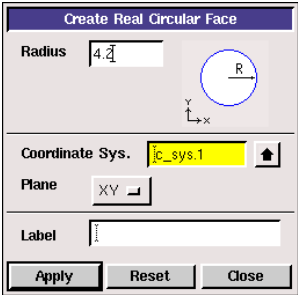 Create Real Circular Face
Radius 4.2
R
Y
X
Coordinate Sys. c_sys.1
Plane XY
Label
Apply Reset Close